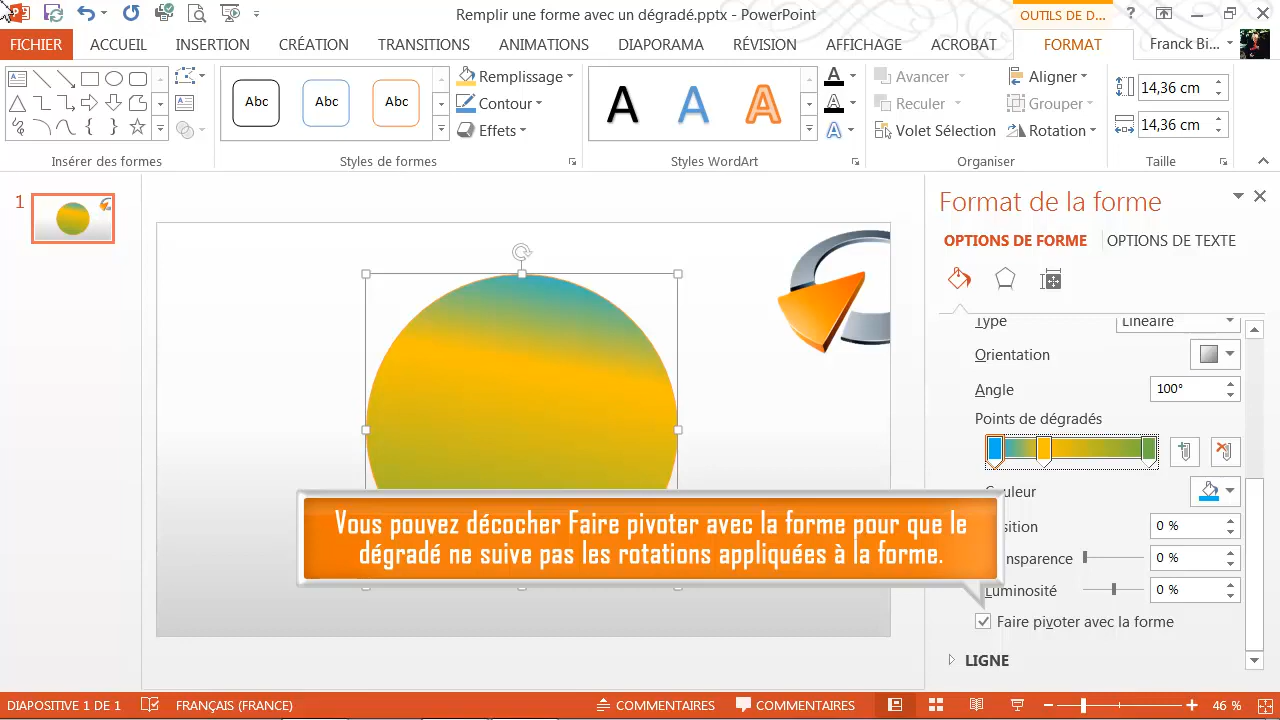 Remplir une forme avec un dégradé.pptx - PowerPoint
OUTILS DE D...
?
FICHIER
ACCUEIL
INSERTION
CRÉATION
TRANSITIONS
ANIMATIONS
DIAPORAMA
RÉVISION
AFFICHAGE
ACROBAT
FORMAT
Franck Bi...
Abc
Abc
Abc
Remplissage
Contour
Effets
A
A
A
A
A
A
Avancer
Reculer
Volet Sélection
Aligner
Grouper
Rotation
14,36 cm
14,36 cm
Insérer des formes
Styles de formes
Styles WordArt
Organiser
Taille
1
Format de la forme
OPTIONS DE FORME
OPTIONS DE TEXTE
Type
Linéaire
Orientation
Angle
100°
Points de dégradés
Couleur
Vous pouvez décocher Faire pivoter avec la forme pour que le
dégradé ne suive pas les rotations appliquées à la forme.
sition
0 %
nsparence
0 %
Luminosité
0 %
Faire pivoter avec la forme
LIGNE
DIAPOSITIVE 1 DE 1
FRANÇAIS (FRANCE)
COMMENTAIRES
COMMENTAIRES
46 %